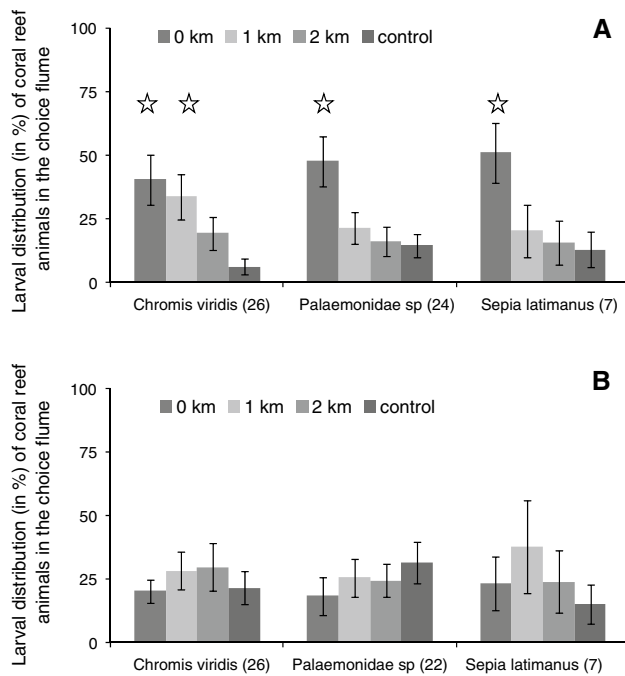 100
75
50
25
0
Larval distribution (in %) of coral reef
animals in the choice flume
0 km 1 km 2 km control
A
Chromis viridis (26) Palaemonidae sp (24) Sepia latimanus (7)
100
75
50
25
0
Larval distribution (in %) of coral reef
animals in the choice flume
0 km 1 km 2 km control
B
Chromis viridis (26) Palaemonidae sp (22) Sepia latimanus (7)